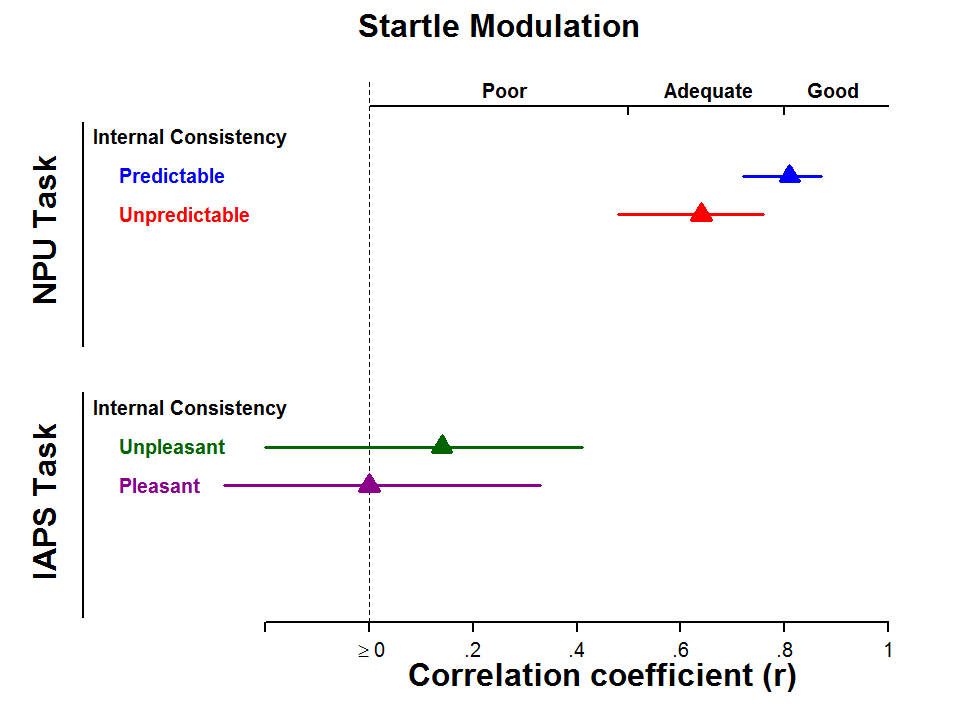 Startle Modulation
Poor Adequate Good
NPU Task
Internal Consistency
Predictable
Unpredictable
IAPS Task
Internal Consistency
Unpleasant
Pleasant
≥ 0 .2 .4 .6 .8 1
Correlation coefficient (r)